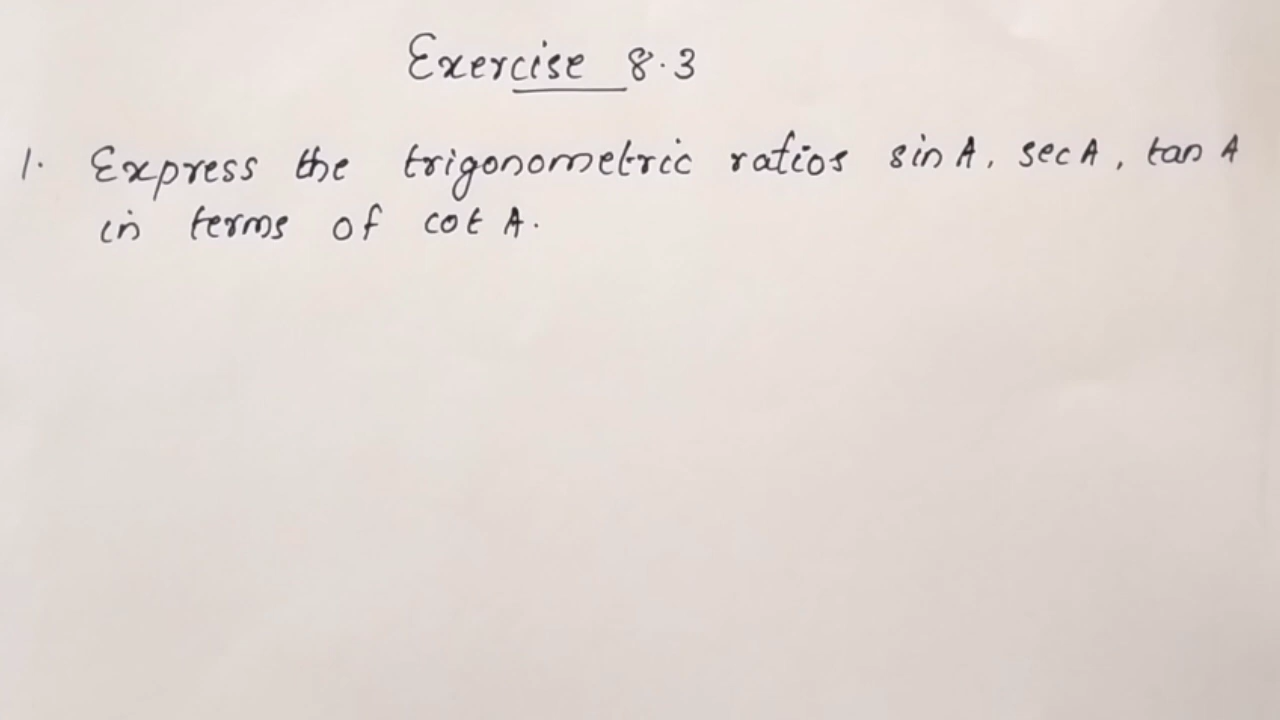 Exercise 8.3
1. Express the trigonometric ratios sin A, sec A, tan A
in terms of cot A.